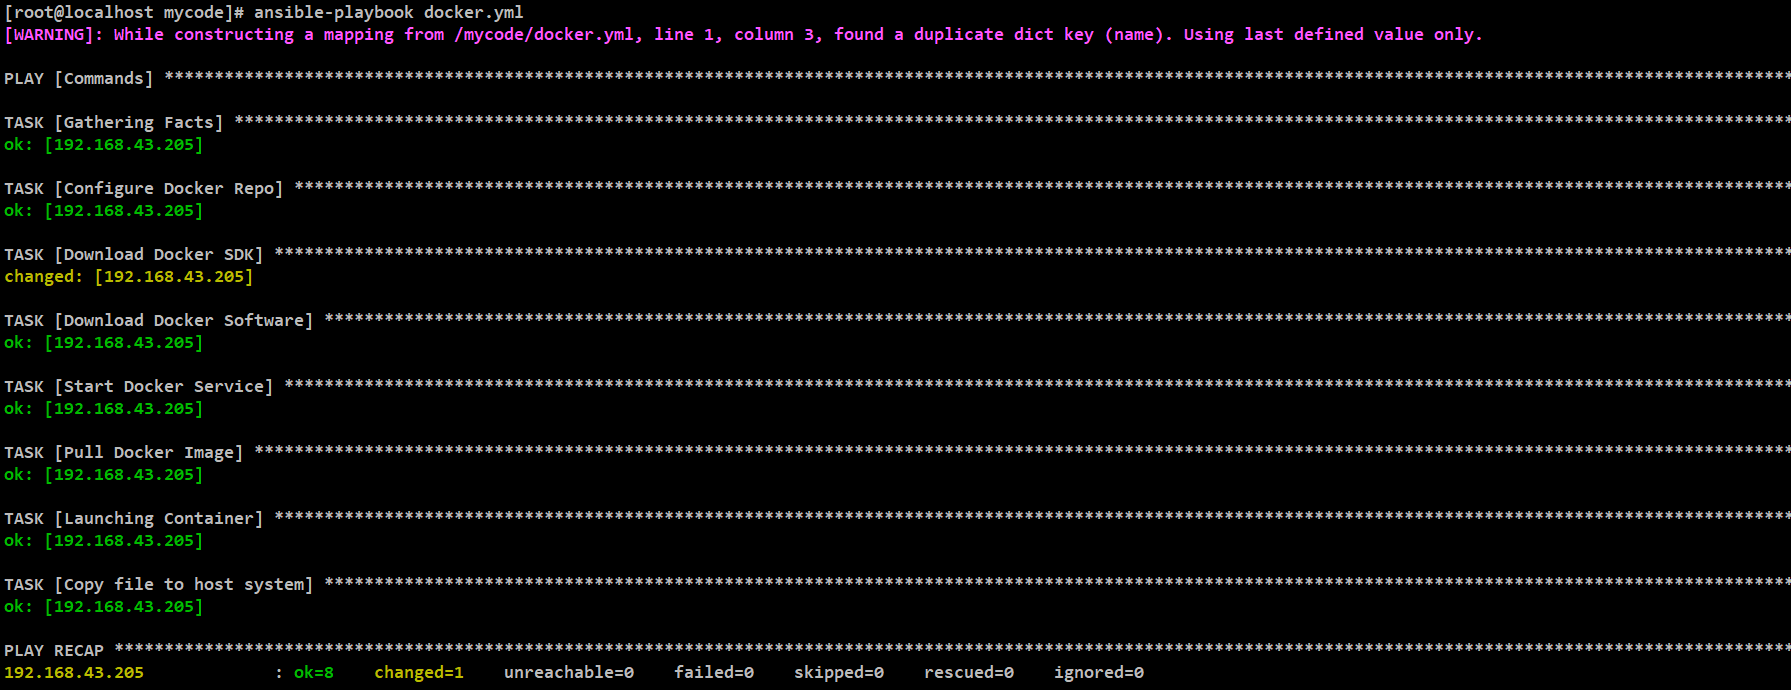 [root@localhost mycode]# ansible-playbook docker.yml
[WARNING]: While constructing a mapping from /mycode/docker.yml, line 1, column 3, found a duplicate dict key (name). Using last defined value only.
PLAY [Commands] ***************************************************************************************************************************************************************
TASK [Gathering Facts] ********************************************************************************************************************************************************
ok: [192.168.43.205]
TASK [Configure Docker Repo] **************************************************************************************************************************************************
ok: [192.168.43.205]
TASK [Download Docker SDK] ****************************************************************************************************************************************************
changed: [192.168.43.205]
TASK [Download Docker Software] ***********************************************************************************************************************************************
ok: [192.168.43.205]
TASK [Start Docker Service] ***************************************************************************************************************************************************
ok: [192.168.43.205]
TASK [Pull Docker Image] ******************************************************************************************************************************************************
ok: [192.168.43.205]
TASK [Launching Container] ****************************************************************************************************************************************************
ok: [192.168.43.205]
TASK [Copy file to host system] ***********************************************************************************************************************************************
ok: [192.168.43.205]
PLAY RECAP ********************************************************************************************************************************************************************
192.168.43.205             : ok=8    changed=1    unreachable=0    failed=0    skipped=0    rescued=0    ignored=0